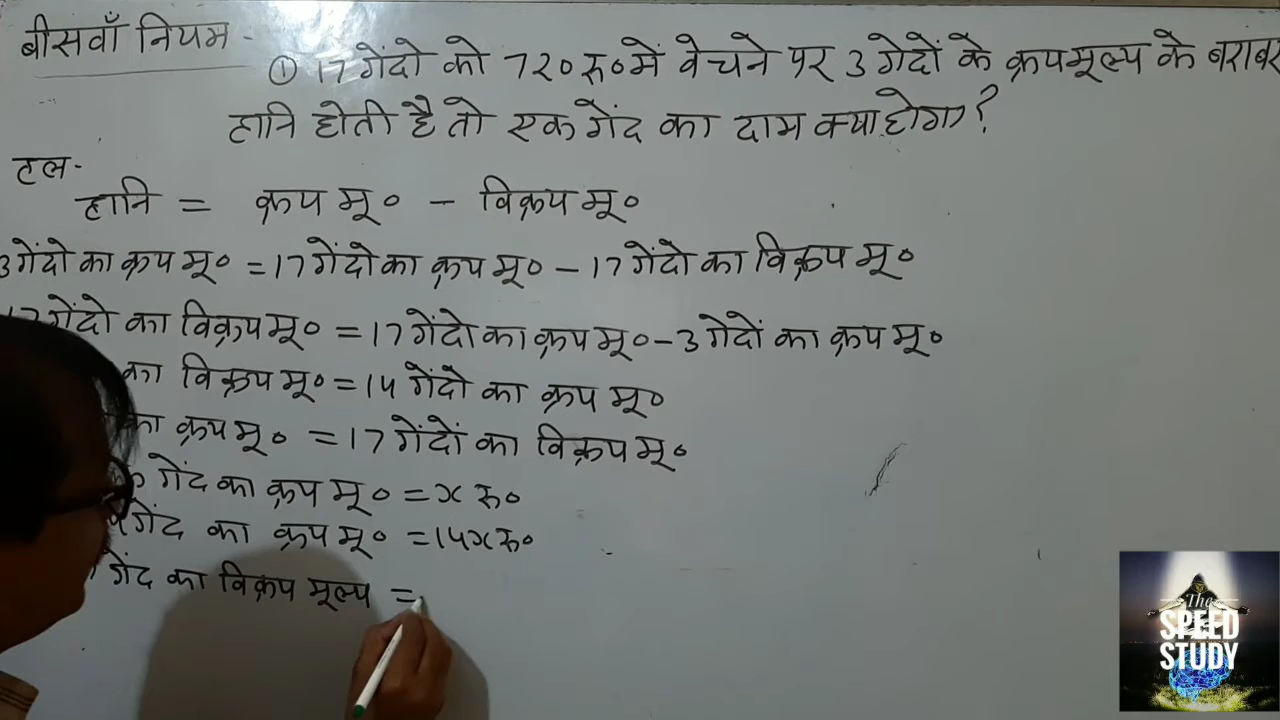 बीसवाँ नियम -
① 17 गेंदो को 720 रु० में बेचने पर 3 गेदों के क्रयमूल्य के बराबर
हानि होती है तो एक गेंद का दाम क्या होगा?
हल -
हानि = क्रय मू० - विक्रय मू०
3 गेंदो का क्रय मू० = 17 गेंदो का क्रय मू० - 17 गेंदो का विक्रय मू०
17 गेंदो का विक्रय मू० = 17 गेंदो का क्रय मू० - 3 गेदों का क्रय मू०
का विक्रय मू० = 14 गेंदो का क्रय मू०
का क्रय मू० = 17 गेंदों का विक्रय मू०
गेंद का क्रय मू० = x रु०
गेंद का क्रय मू० = 14x रु०
गेंद का विक्रय मूल्य =
The
SPEED
STUDY